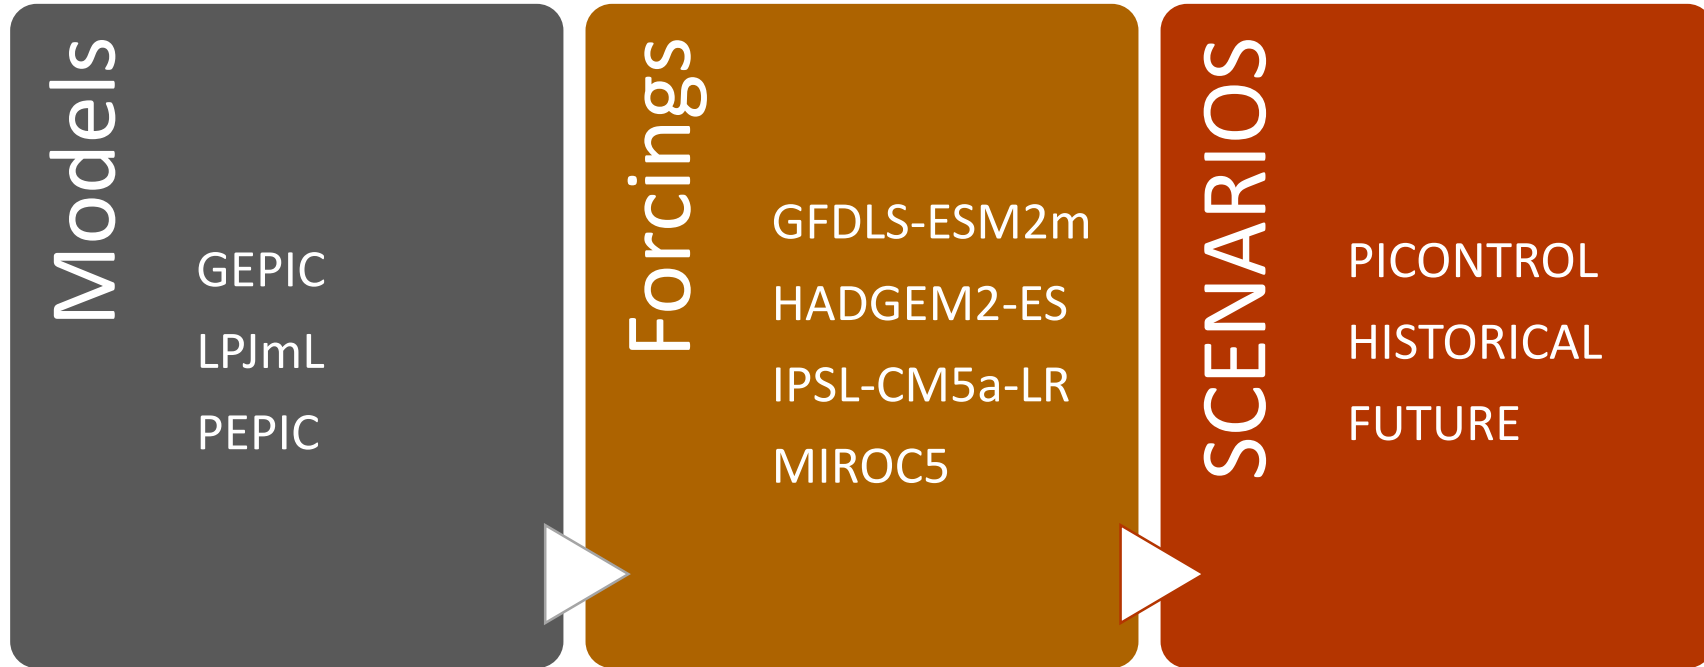 Models
GEPIC
LPJmL
PEPIC
Forcings
GFDLS-ESM2m
HADGEM2-ES
IPSL-CM5a-LR
MIROC5
SCENARIOS
PICONTROL
HISTORICAL
FUTURE